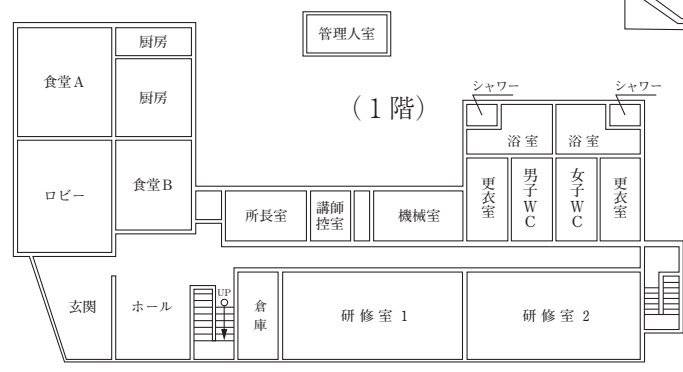 管理人室
厨房
食堂A
厨房
(1階)
シャワー
シャワー
浴室
浴室
ロビー
食堂B
所長室
講師
控室
機械室
更衣室
男子WC
女子WC
更衣室
玄関
ホール
UP
倉庫
研修室 1
研修室 2